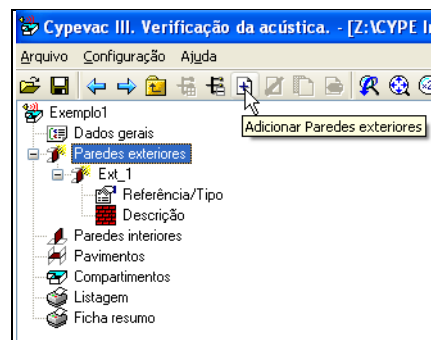 Cypevac III. Verificação da acústica. - [Z:\CYPE In
Arquivo Configuração Ajuda
Adicionar Paredes exteriores
Exemplo1
Dados gerais
Paredes exteriores
Ext_1
Referência/Tipo
Descrição
Paredes interiores
Pavimentos
Compartimentos
Listagem
Ficha resumo